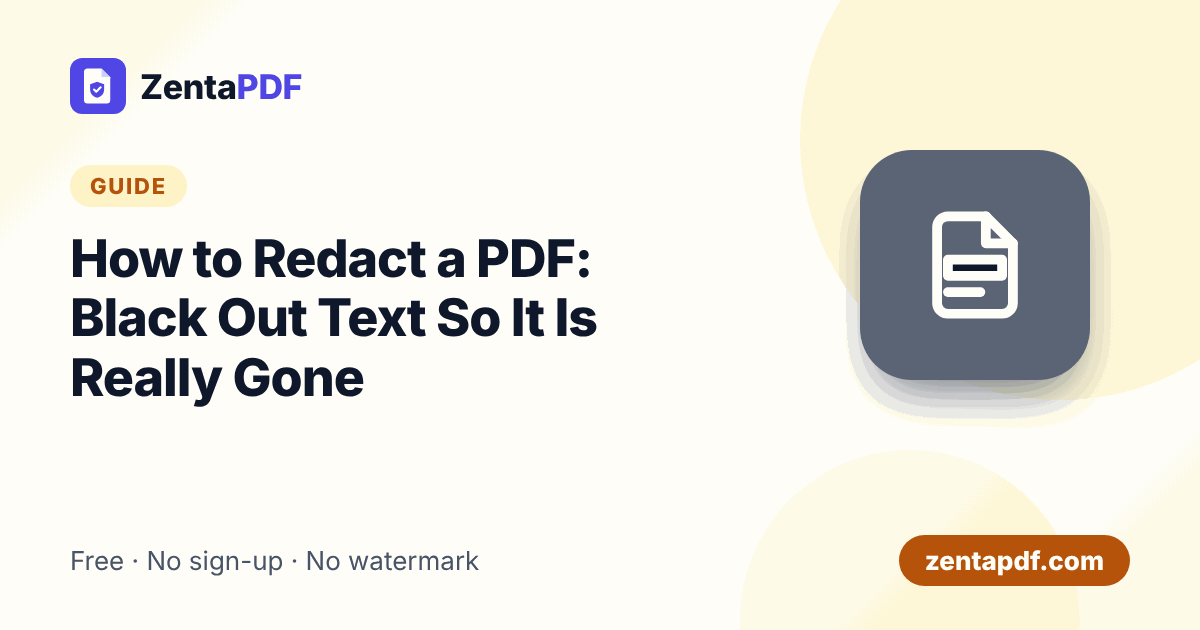 ZentaPDF
GUIDE
How to Redact a PDF:
Black Out Text So It Is
Really Gone
Free · No sign-up · No watermark
zentapdf.com